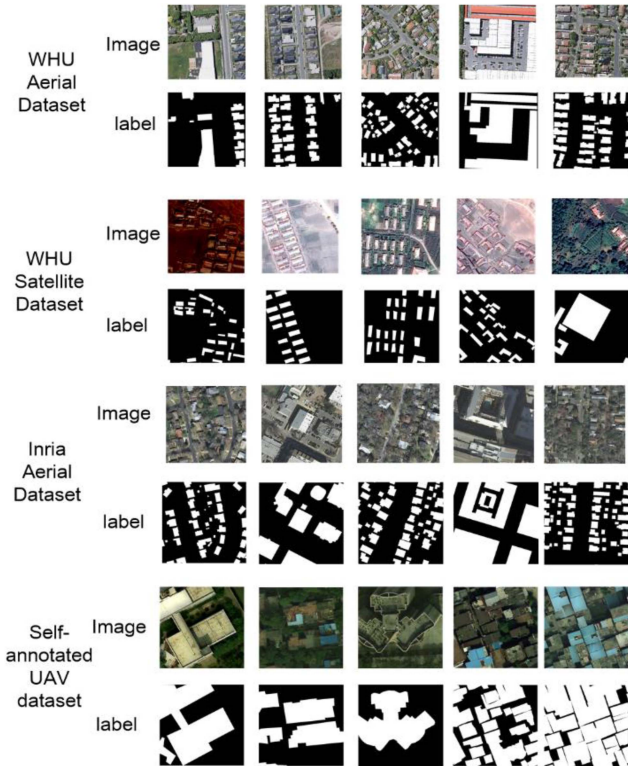 WHU
Aerial
Dataset
Image
label
WHU
Satellite
Dataset
Image
label
Inria
Aerial
Dataset
Image
label
Self-
annotated
UAV
dataset
Image
label